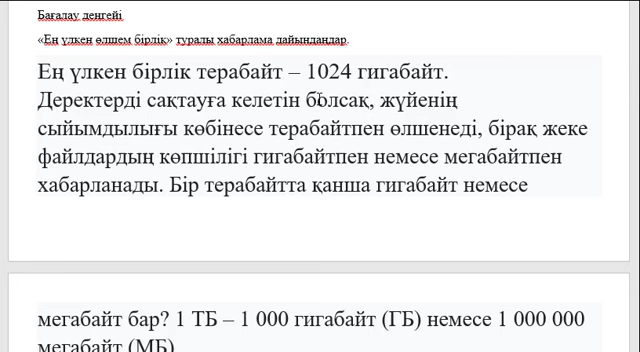 Бағалау деңгейі
«Ең үлкен өлшем бірлік» туралы хабарлама дайындаңдар.
Ең үлкен бірлік терабайт – 1024 гигабайт.
Деректерді сақтауға келетін болсақ, жүйенің
сыйымдылығы көбінесе терабайтпен өлшенеді, бірақ жеке
файлдардың көпшілігі гигабайтпен немесе мегабайтпен
хабарланады. Бір терабайтта қанша гигабайт немесе
мегабайт бар? 1 ТБ – 1 000 гигабайт (ГБ) немесе 1 000 000
мегабайт (МБ)